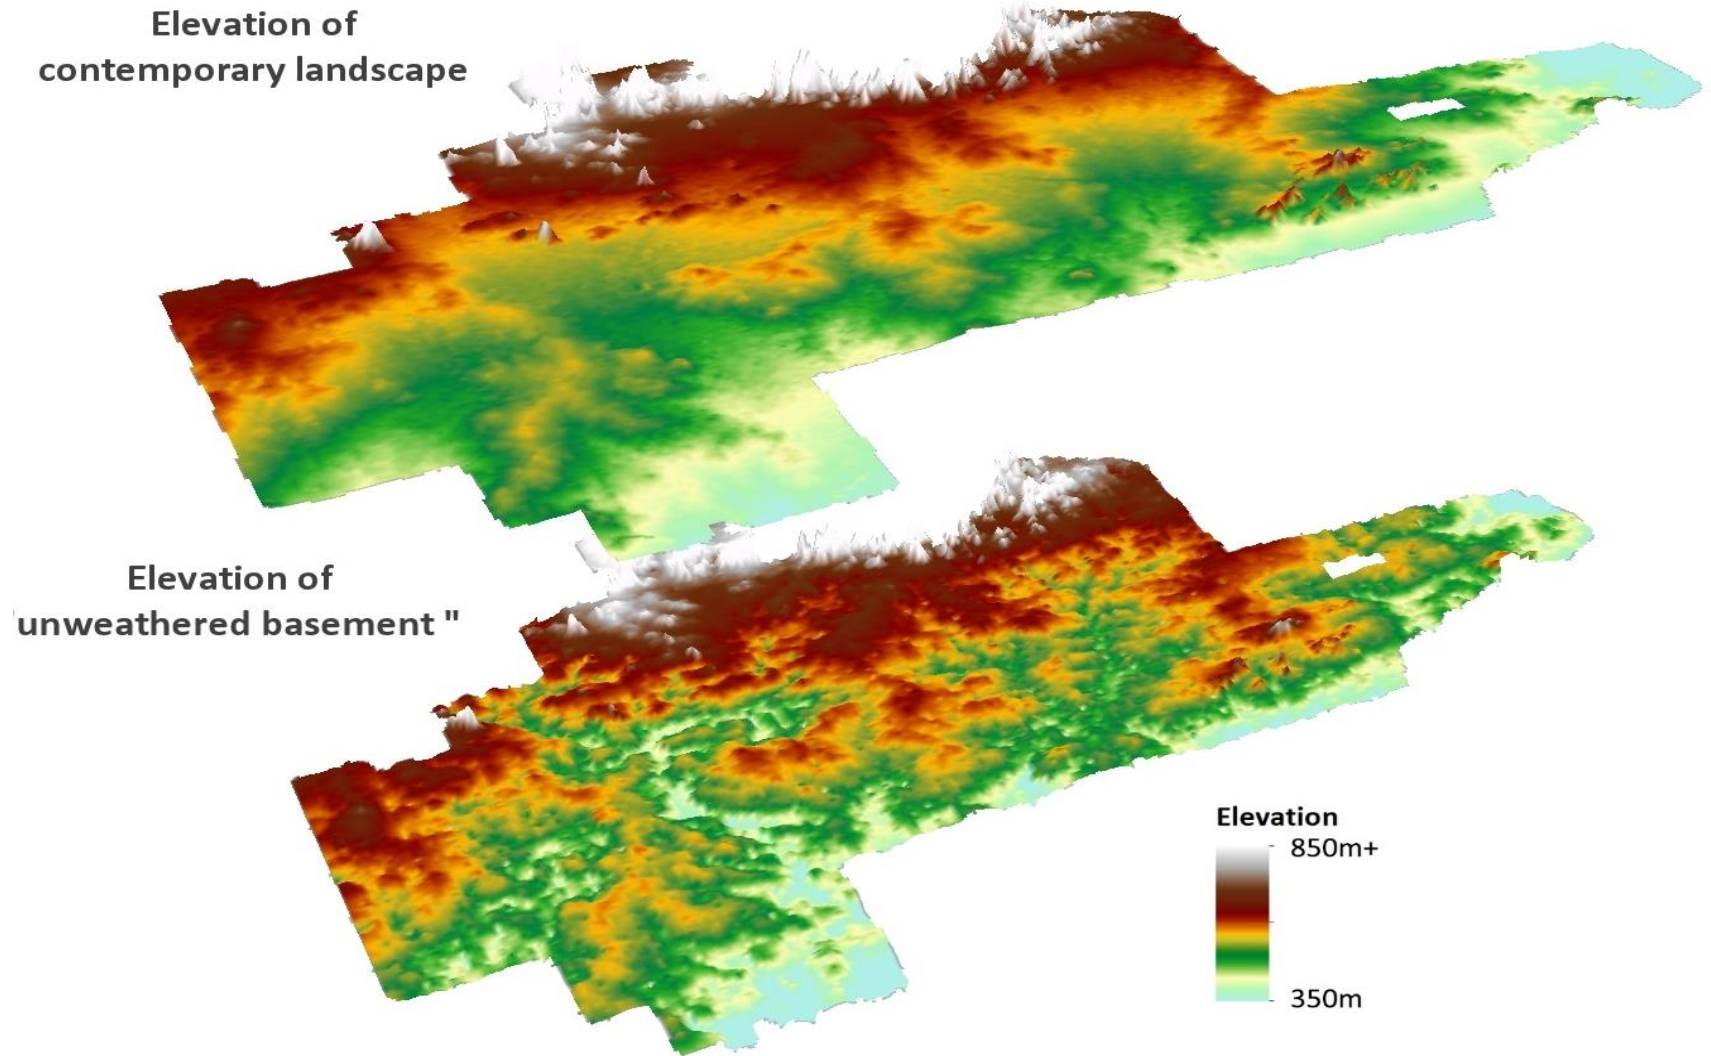 Elevation of
contemporary landscape
Elevation of
'unweathered basement "
Elevation
850m+
350m